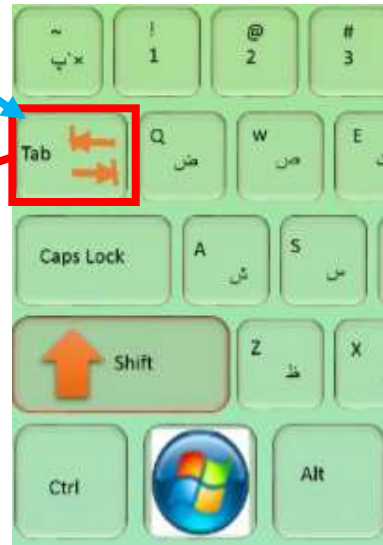 ~ ! @ #
پ ` × 1 2 3
Tab Q ض W ص E
Caps Lock A ش S س
Shift Z ظ X
Ctrl Alt